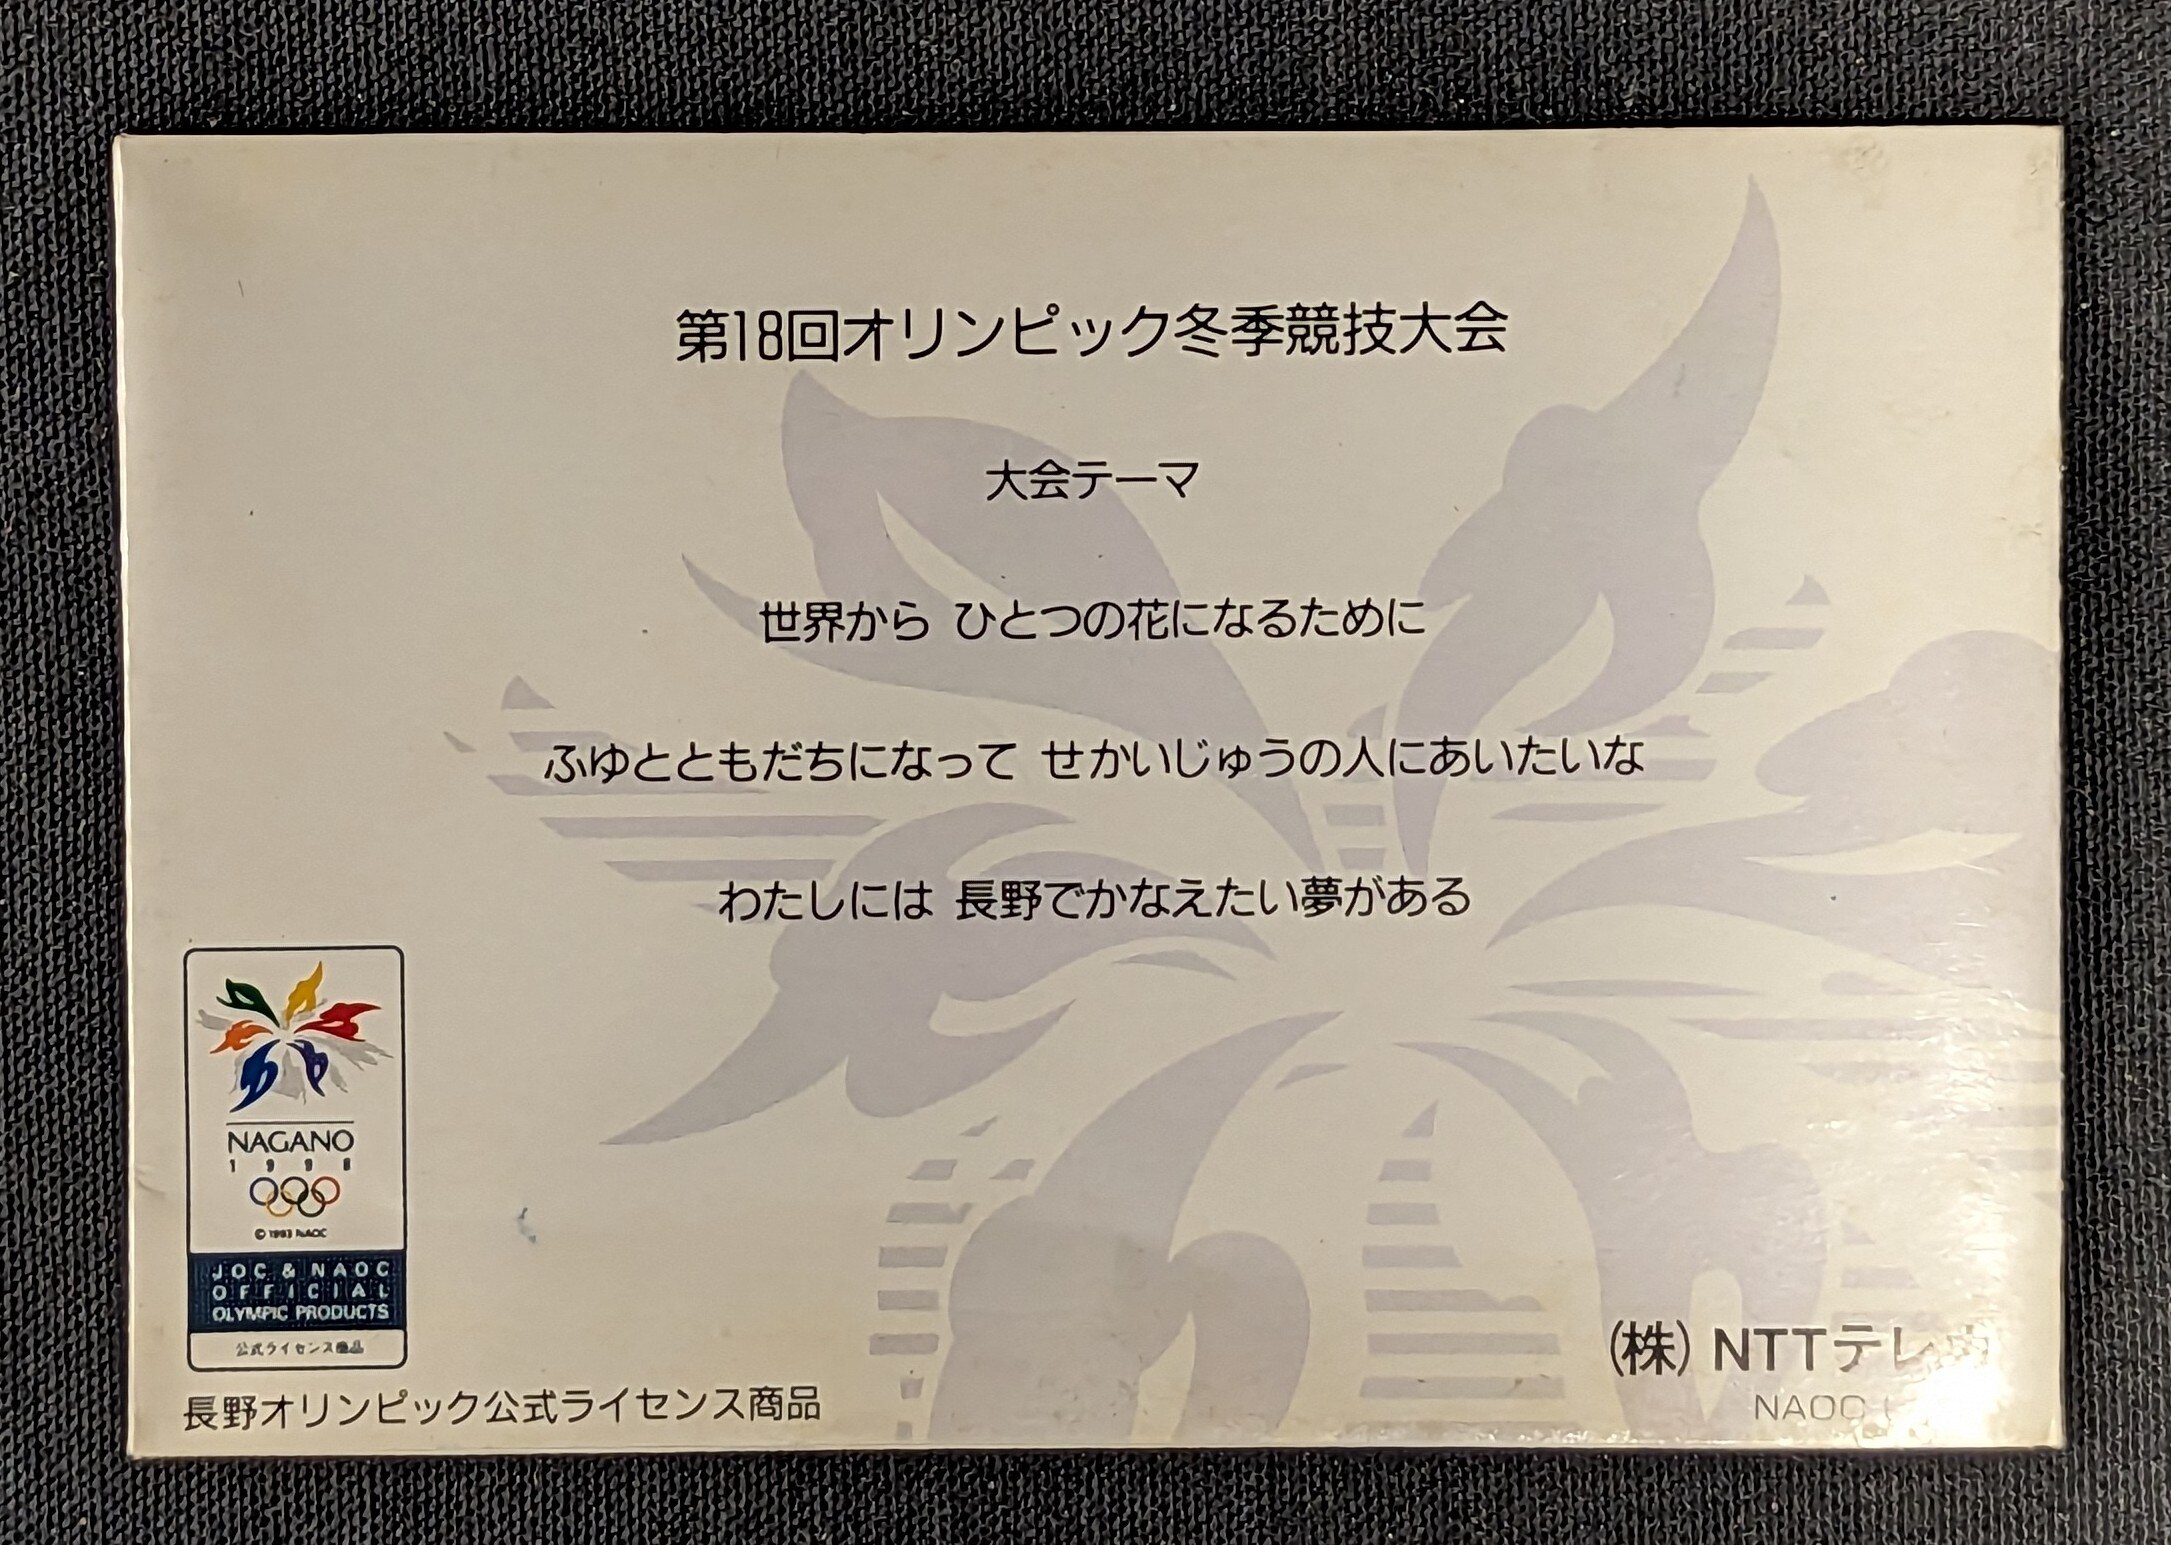 第18回オリンピック冬季競技大会
大会テーマ
世界から ひとつの花になるために
ふゆとともだちになって せかいじゅうの人にあいたいな
わたしには 長野でかなえたい夢がある
NAGANO
1998
©1993 NAOC
JOC & NAOC
OFFICIAL
OLYMPIC PRODUCTS
公式ライセンス商品
長野オリンピック公式ライセンス商品
(株) NTTテレ
NAOC